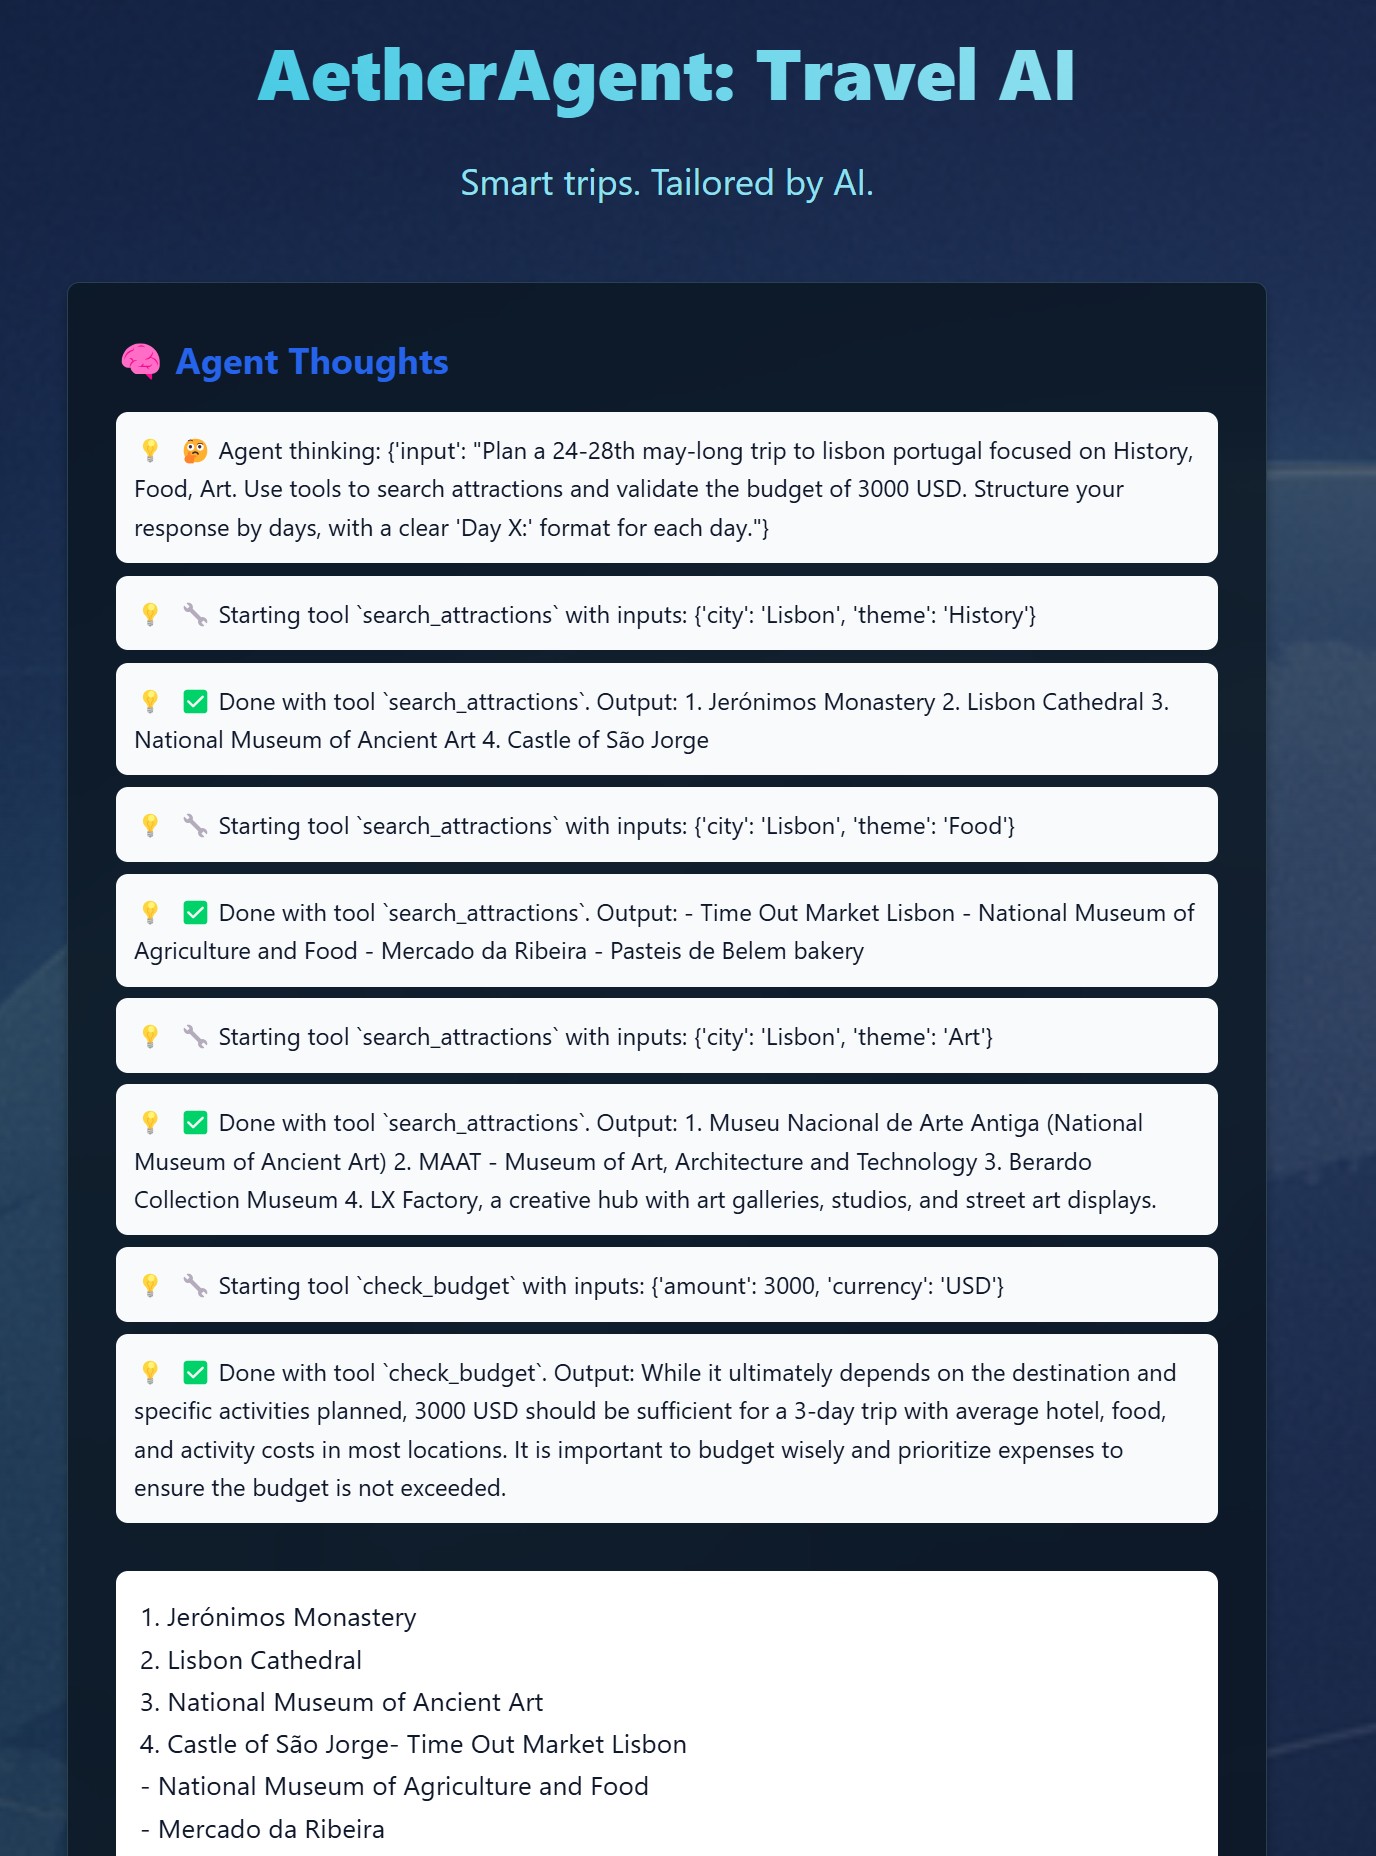 AetherAgent: Travel AI
Smart trips. Tailored by AI.
🧠 Agent Thoughts
💡 🤔 Agent thinking: {'input': "Plan a 24-28th may-long trip to lisbon portugal focused on History,
Food, Art. Use tools to search attractions and validate the budget of 3000 USD. Structure your
response by days, with a clear 'Day X:' format for each day."}
💡 🔧 Starting tool `search_attractions` with inputs: {'city': 'Lisbon', 'theme': 'History'}
💡 ✅ Done with tool `search_attractions`. Output: 1. Jerónimos Monastery 2. Lisbon Cathedral 3.
National Museum of Ancient Art 4. Castle of São Jorge
💡 🔧 Starting tool `search_attractions` with inputs: {'city': 'Lisbon', 'theme': 'Food'}
💡 ✅ Done with tool `search_attractions`. Output: - Time Out Market Lisbon - National Museum of
Agriculture and Food - Mercado da Ribeira - Pasteis de Belem bakery
💡 🔧 Starting tool `search_attractions` with inputs: {'city': 'Lisbon', 'theme': 'Art'}
💡 ✅ Done with tool `search_attractions`. Output: 1. Museu Nacional de Arte Antiga (National
Museum of Ancient Art) 2. MAAT - Museum of Art, Architecture and Technology 3. Berardo
Collection Museum 4. LX Factory, a creative hub with art galleries, studios, and street art displays.
💡 🔧 Starting tool `check_budget` with inputs: {'amount': 3000, 'currency': 'USD'}
💡 ✅ Done with tool `check_budget`. Output: While it ultimately depends on the destination and
specific activities planned, 3000 USD should be sufficient for a 3-day trip with average hotel, food,
and activity costs in most locations. It is important to budget wisely and prioritize expenses to
ensure the budget is not exceeded.
1. Jerónimos Monastery
2. Lisbon Cathedral
3. National Museum of Ancient Art
4. Castle of São Jorge- Time Out Market Lisbon
- National Museum of Agriculture and Food
- Mercado da Ribeira